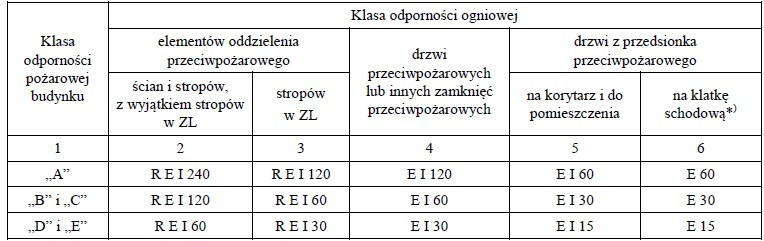 Klasa odporności pożarowej budynku
Klasa odporności ogniowej
elementów oddzielenia przeciwpożarowego
drzwi przeciwpożarowych lub innych zamknięć przeciwpożarowych
drzwi z przedsionka przeciwpożarowego
ścian i stropów, z wyjątkiem stropów w ZL
stropów w ZL
na korytarz i do pomieszczenia
na klatkę schodową*)
1 2 3 4 5 6
„A” R E I 240 R E I 120 E I 120 E I 60 E 60
„B” i „C” R E I 120 R E I 60 E I 60 E I 30 E 30
„D” i „E” R E I 60 R E I 30 E I 30 E I 15 E 15